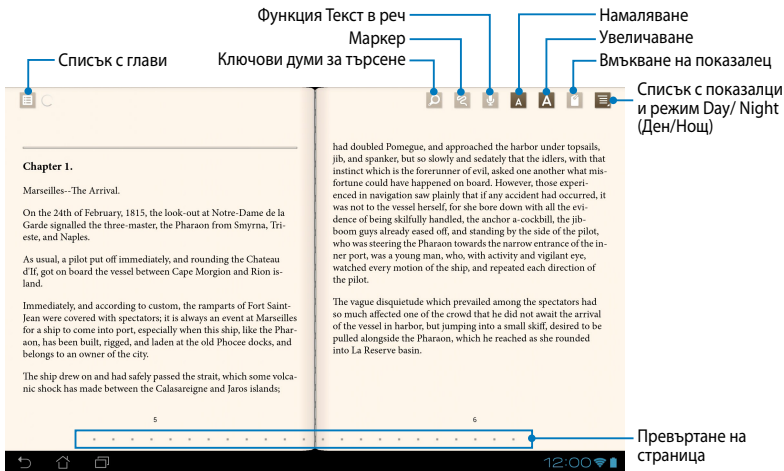 Функция Текст в реч
Намаляване
Маркер
Увеличаване
Списък с глави
Ключови думи за търсене
Вмъкване на показалец
Списък с показалци
и режим Day/ Night
(Ден/Нощ)
A
A
Chapter 1.
Marseilles--The Arrival.
On the 24th of February, 1815, the look-out at Notre-Dame de la
Garde signalled the three-master, the Pharaon from Smyrna, Tri-
este, and Naples.
As usual, a pilot put off immediately, and rounding the Chateau
d'If, got on board the vessel between Cape Morgion and Rion is-
land.
Immediately, and according to custom, the ramparts of Fort Saint-
Jean were covered with spectators; it is always an event at Marseilles
for a ship to come into port, especially when this ship, like the Phar-
aon, has been built, rigged, and laden at the old Phocee docks, and
belongs to an owner of the city.
The ship drew on and had safely passed the strait, which some volca-
nic shock has made between the Calasareigne and Jaros islands;
5
had doubled Pomegue, and approached the harbor under topsails,
jib, and spanker, but so slowly and sedately that the idlers, with that
instinct which is the forerunner of evil, asked one another what mis-
fortune could have happened on board. However, those experi-
enced in navigation saw plainly that if any accident had occurred, it
was not to the vessel herself, for she bore down with all the evi-
dence of being skilfully handled, the anchor a-cockbill, the jib-
boom guys already eased off, and standing by the side of the pilot,
who was steering the Pharaon towards the narrow entrance of the in-
ner port, was a young man, who, with activity and vigilant eye,
watched every motion of the ship, and repeated each direction of
the pilot.
The vague disquietude which prevailed among the spectators had
so much affected one of the crowd that he did not await the arrival
of the vessel in harbor, but jumping into a small skiff, desired to be
pulled alongside the Pharaon, which he reached as she rounded
into La Reserve basin.
6
Превъртане на
страница
12:00